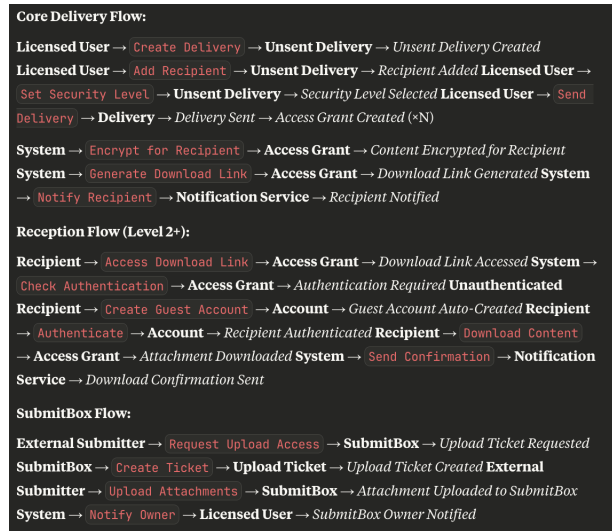 Core Delivery Flow:
Licensed User → Create Delivery → Unsent Delivery → Unsent Delivery Created
Licensed User → Add Recipient → Unsent Delivery → Recipient Added Licensed User →
Set Security Level → Unsent Delivery → Security Level Selected Licensed User → Send
Delivery → Delivery → Delivery Sent → Access Grant Created (×N)
System → Encrypt for Recipient → Access Grant → Content Encrypted for Recipient
System → Generate Download Link → Access Grant → Download Link Generated System
→ Notify Recipient → Notification Service → Recipient Notified
Reception Flow (Level 2+):
Recipient → Access Download Link → Access Grant → Download Link Accessed System →
Check Authentication → Access Grant → Authentication Required Unauthenticated
Recipient → Create Guest Account → Account → Guest Account Auto-Created Recipient
→ Authenticate → Account → Recipient Authenticated Recipient → Download Content
→ Access Grant → Attachment Downloaded System → Send Confirmation → Notification
Service → Download Confirmation Sent
SubmitBox Flow:
External Submitter → Request Upload Access → SubmitBox → Upload Ticket Requested
SubmitBox → Create Ticket → Upload Ticket → Upload Ticket Created External
Submitter → Upload Attachments → SubmitBox → Attachment Uploaded to SubmitBox
System → Notify Owner → Licensed User → SubmitBox Owner Notified